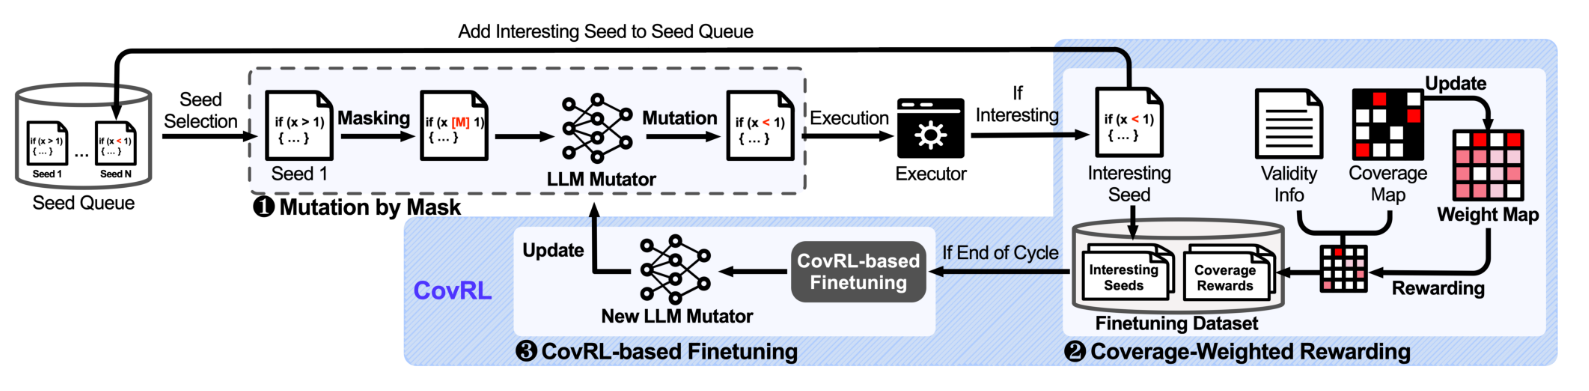 Add Interesting Seed to Seed Queue
if (x > 1)
{ ... }
Seed 1
...
if (x < 1)
{ ... }
Seed N
Seed Queue
Seed
Selection
if (x > 1)
{ ... }
Seed 1
Masking
if (x [M] 1)
{ ... }
LLM Mutator
Mutation
if (x < 1)
{ ... }
❶ Mutation by Mask
Execution
Executor
If
Interesting
if (x < 1)
{ ... }
Interesting
Seed
Validity
Info
Coverage
Map
Update
Weight Map
Rewarding
Interesting
Seeds
Coverage
Rewards
Finetuning Dataset
❷ Coverage-Weighted Rewarding
If End of Cycle
CovRL-based
Finetuning
New LLM Mutator
Update
CovRL
❸ CovRL-based Finetuning